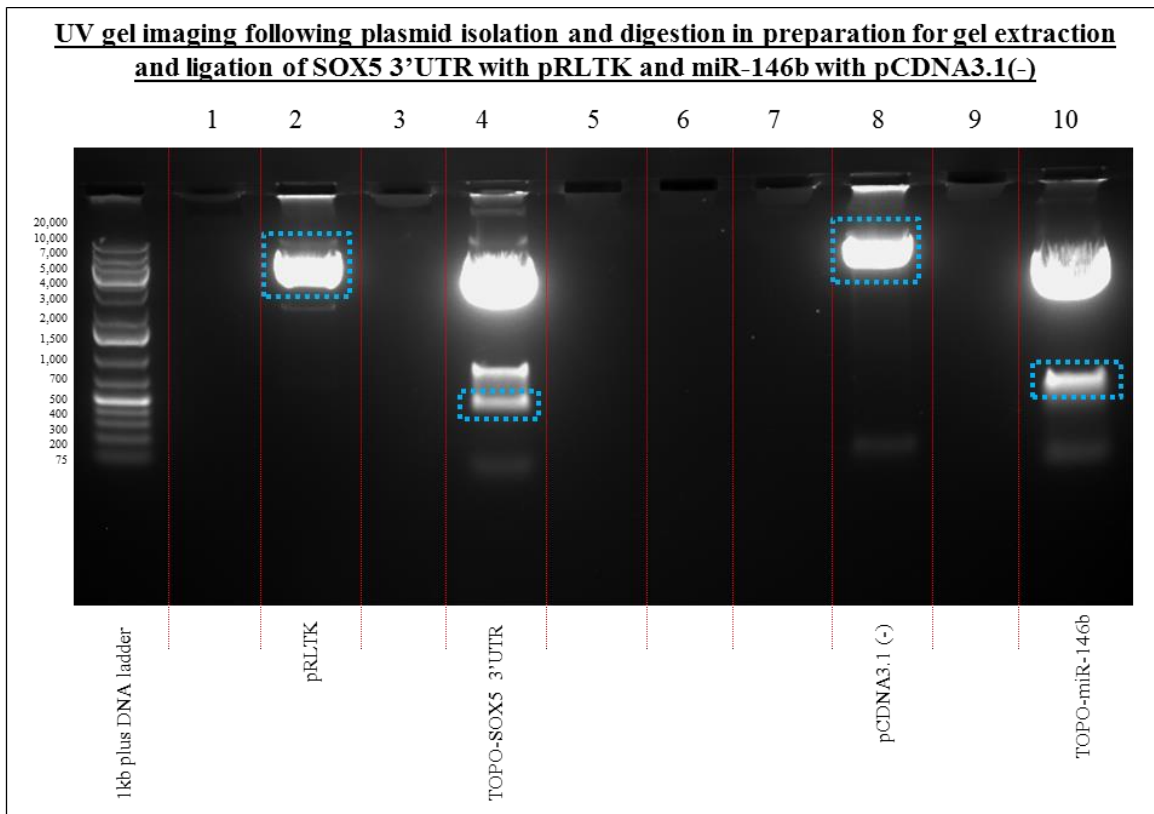 UV gel imaging following plasmid isolation and digestion in preparation for gel extraction
and ligation of SOX5 3’UTR with pRLTK and miR-146b with pCDNA3.1(-)
1 2 3 4 5 6 7 8 9 10
20,000
10,000
7,000
5,000
4,000
3,000
2,000
1,500
1,000
700
500
400
300
200
75
1kb plus DNA ladder
pRLTK
TOPO-SOX5 3’UTR
pCDNA3.1 (-)
TOPO-miR-146b